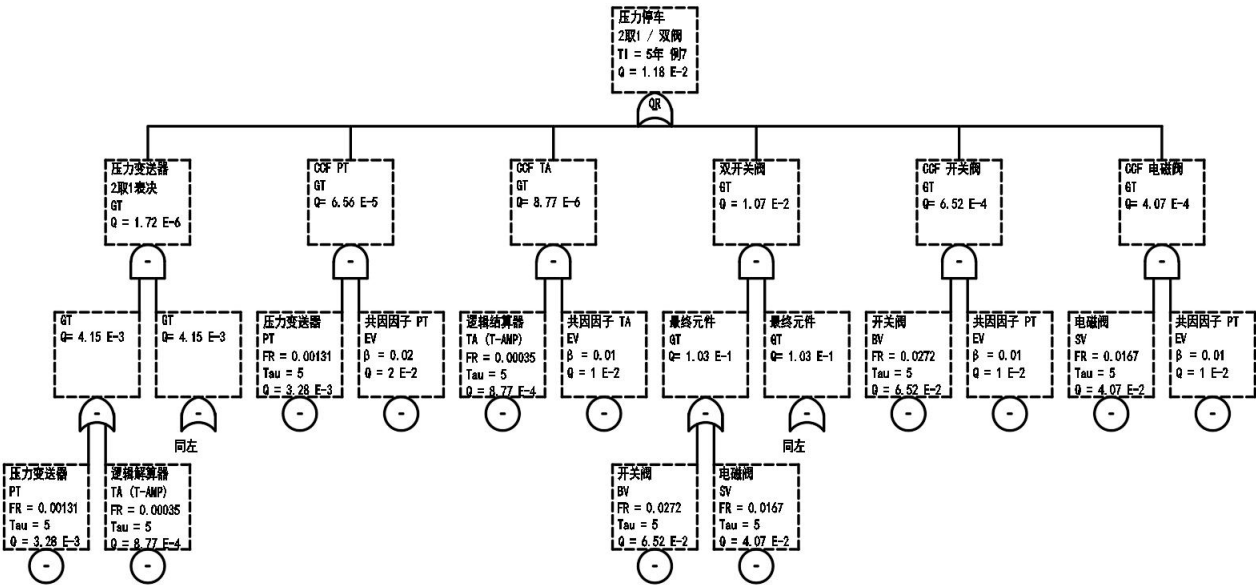 压力停车
2取1 / 双阀
TI = 5年 例7
Q = 1.18 E-2
QR
压力变送器
2取1表决
GT
Q = 1.72 E-6
CCF PT
GT
Q= 6.56 E-5
CCF TA
GT
Q= 8.77 E-6
双开关阀
GT
Q = 1.07 E-2
CCF 开关阀
GT
Q= 6.52 E-4
CCF 电磁阀
GT
Q= 4.07 E-4
GT
Q= 4.15 E-3
GT
Q= 4.15 E-3
压力变送器
PT
FR = 0.00131
Tau = 5
Q = 3.28 E-3
共因因子 PT
EV
β = 0.02
Q = 2 E-2
逻辑结算器
TA (T-AMP)
FR = 0.00035
Tau = 5
Q = 8.77 E-4
共因因子 TA
EV
β = 0.01
Q = 1 E-2
最终元件
GT
Q= 1.03 E-1
最终元件
GT
Q= 1.03 E-1
开关阀
BV
FR = 0.0272
Tau = 5
Q = 6.52 E-2
共因因子 PT
EV
β = 0.01
Q = 1 E-2
电磁阀
SV
FR = 0.0167
Tau = 5
Q = 4.07 E-2
共因因子 PT
EV
β = 0.01
Q = 1 E-2
同左
同左
压力变送器
PT
FR = 0.00131
Tau = 5
Q = 3.28 E-3
逻辑解算器
TA (T-AMP)
FR = 0.00035
Tau = 5
Q = 8.77 E-4
开关阀
BV
FR = 0.0272
Tau = 5
Q = 6.52 E-2
电磁阀
SV
FR = 0.0167
Tau = 5
Q = 4.07 E-2